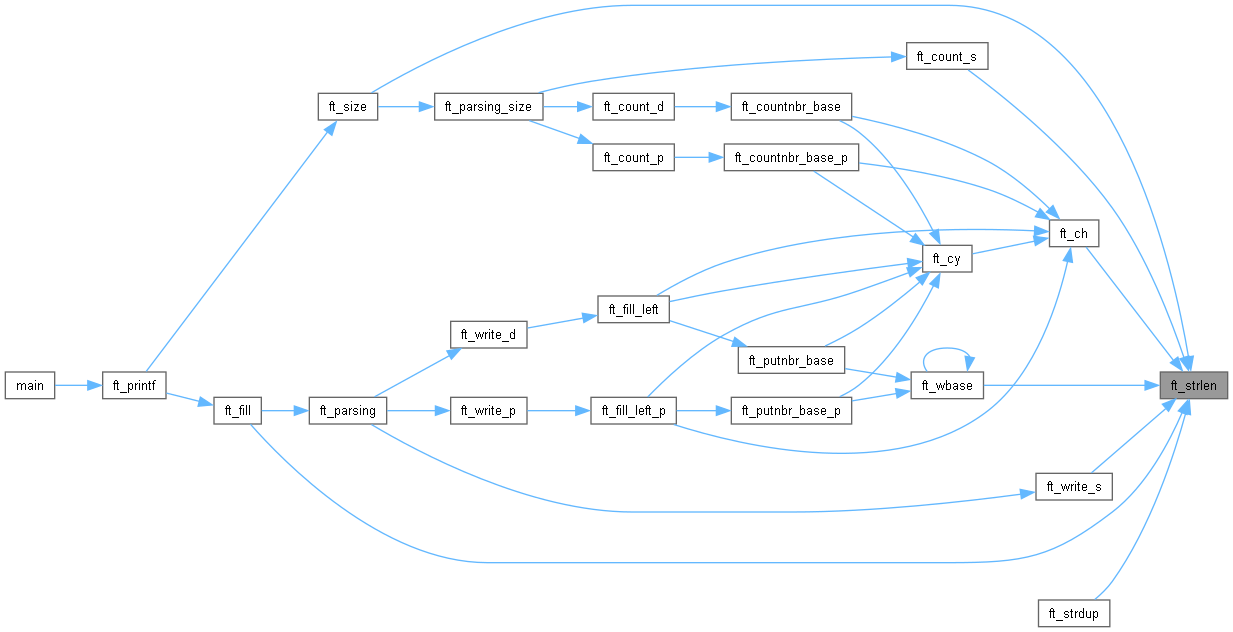 ft_count_s
ft_size
ft_parsing_size
ft_count_d
ft_countnbr_base
ft_count_p
ft_countnbr_base_p
ft_ch
ft_cy
ft_fill_left
ft_write_d
ft_putnbr_base
main
ft_printf
ft_wbase
ft_strlen
ft_fill
ft_parsing
ft_write_p
ft_fill_left_p
ft_putnbr_base_p
ft_write_s
ft_strdup